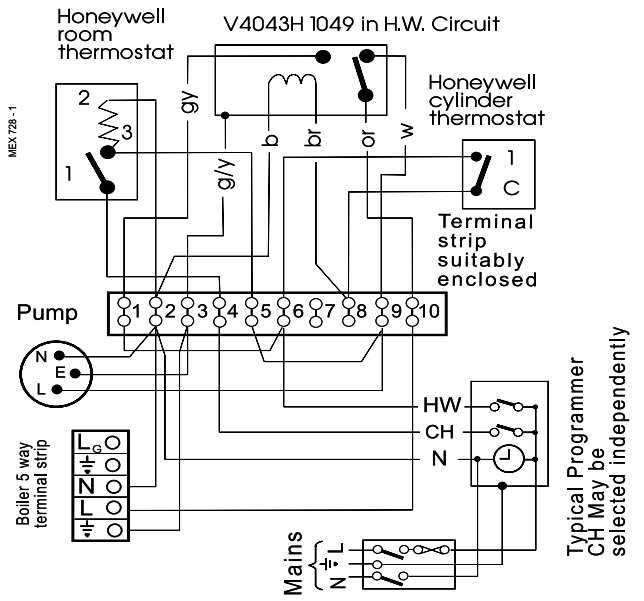 Honeywell
room
thermostat
V4043H 1049 in H.W. Circuit
Honeywell
cylinder
thermostat
MEX 728 - 1
2
3
1
gy
g/y
b
br
or
w
1
C
Terminal
strip
suitably
enclosed
1 2 3 4 5 6 7 8 9 10
Pump
N
E
L
HW
CH
N
Typical Programmer
CH May be
selected independently
Boiler 5 way
terminal strip
LG
N
L
Mains
L
N